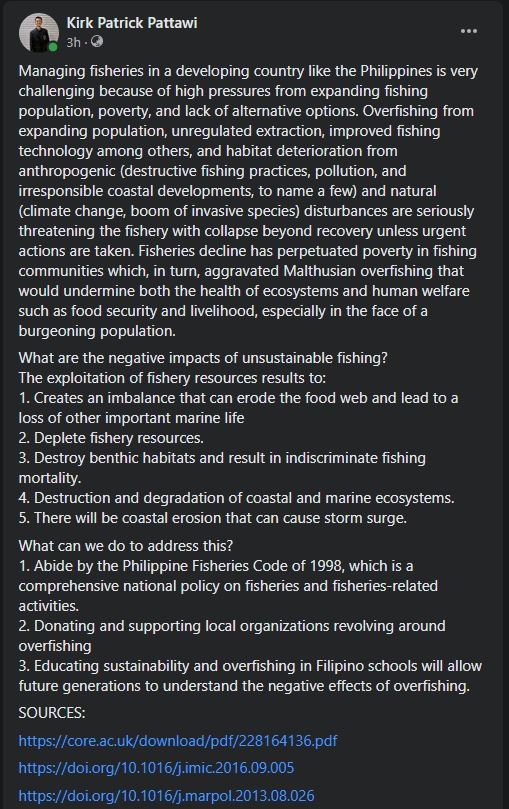 Kirk Patrick Pattawi
3h ·
Managing fisheries in a developing country like the Philippines is very
challenging because of high pressures from expanding fishing
population, poverty, and lack of alternative options. Overfishing from
expanding population, unregulated extraction, improved fishing
technology among others, and habitat deterioration from
anthropogenic (destructive fishing practices, pollution, and
irresponsible coastal developments, to name a few) and natural
(climate change, boom of invasive species) disturbances are seriously
threatening the fishery with collapse beyond recovery unless urgent
actions are taken. Fisheries decline has perpetuated poverty in fishing
communities which, in turn, aggravated Malthusian overfishing that
would undermine both the health of ecosystems and human welfare
such as food security and livelihood, especially in the face of a
burgeoning population.
What are the negative impacts of unsustainable fishing?
The exploitation of fishery resources results to:
1. Creates an imbalance that can erode the food web and lead to a
loss of other important marine life
2. Deplete fishery resources.
3. Destroy benthic habitats and result in indiscriminate fishing
mortality.
4. Destruction and degradation of coastal and marine ecosystems.
5. There will be coastal erosion that can cause storm surge.
What can we do to address this?
1. Abide by the Philippine Fisheries Code of 1998, which is a
comprehensive national policy on fisheries and fisheries-related
activities.
2. Donating and supporting local organizations revolving around
overfishing
3. Educating sustainability and overfishing in Filipino schools will allow
future generations to understand the negative effects of overfishing.
SOURCES:
https://core.ac.uk/download/pdf/228164136.pdf
https://doi.org/10.1016/j.imic.2016.09.005
https://doi.org/10.1016/j.marpol.2013.08.026